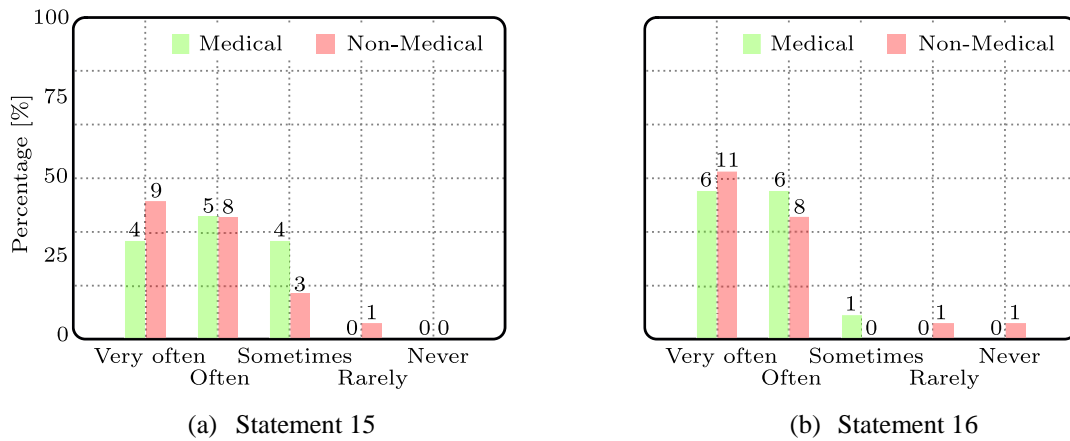 100
75
50
25
0
Percentage [%]
Medical Non-Medical
4 9 5 8 4 3 0 1 0 0
Very often Sometimes Never
Often Rarely
(a) Statement 15
Medical Non-Medical
6 11 6 8 1 0 0 1 0 1
Very often Sometimes Never
Often Rarely
(b) Statement 16